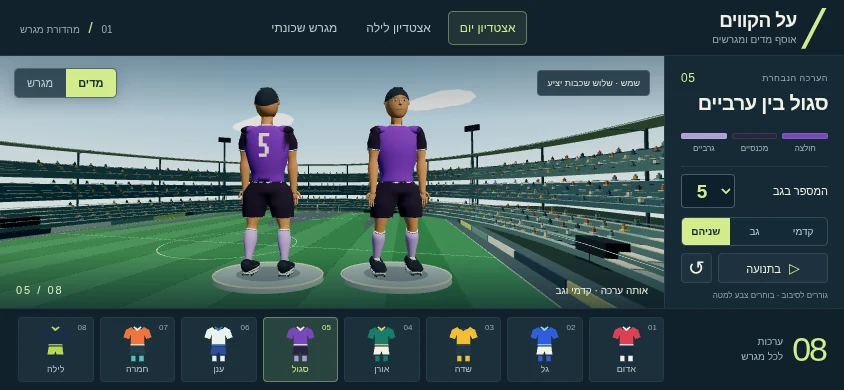 על הקווים
אוסף מדים ומגרשים
אצטדיון יום
אצטדיון לילה
מגרש שכונתי
מהדורת מגרש / 01
הערכה הנבחרת
05
סגול בין ערביים
חולצה
מכנסיים
גרביים
המספר בגב
5
קדמי
גב
שניהם
בתנועה
גוררים לסיבוב · בוחרים צבע למטה
שמש · שלוש שכבות יציע
מדים
מגרש
5
אותה ערכה · קדמי וגב
05 / 08
08
ערכות
לכל מגרש
01
אדום
02
גל
03
שדה
04
אורן
05
סגול
06
ענן
07
חמרה
08
לילה